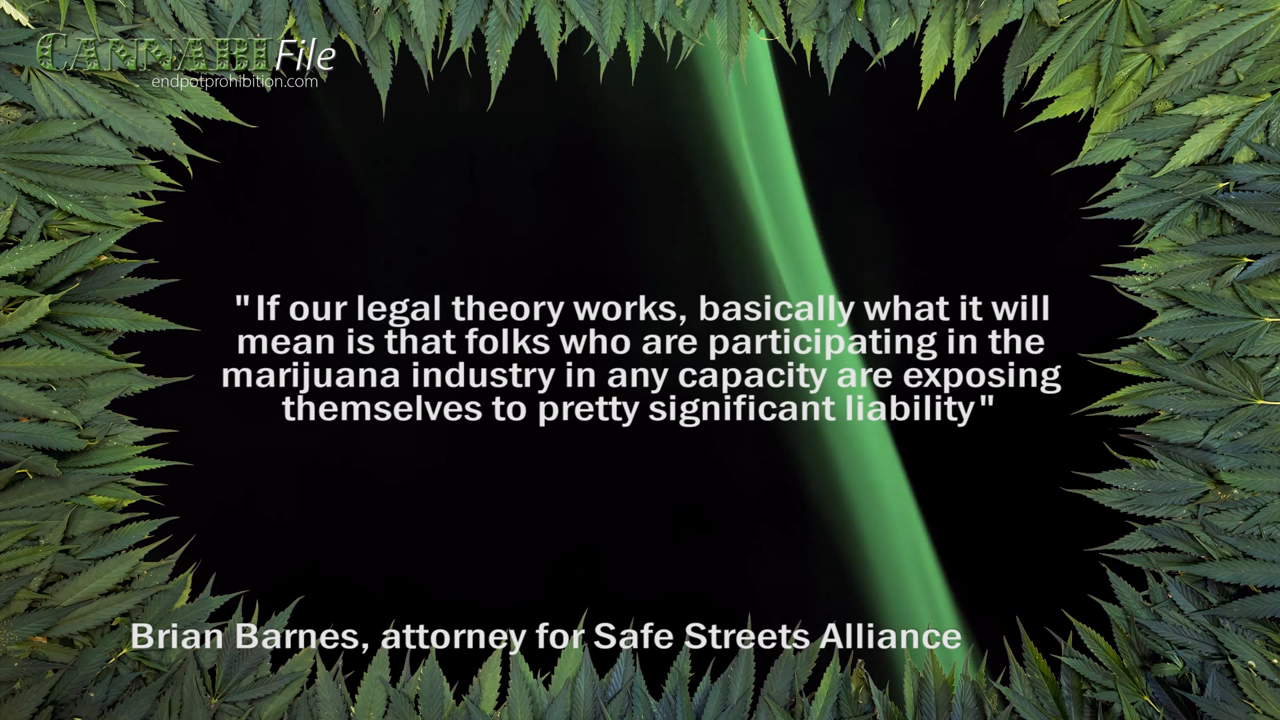 CANNABIFile
endpotprohibition.com
"If our legal theory works, basically what it will
mean is that folks who are participating in the
marijuana industry in any capacity are exposing
themselves to pretty significant liability"
Brian Barnes, attorney for Safe Streets Alliance